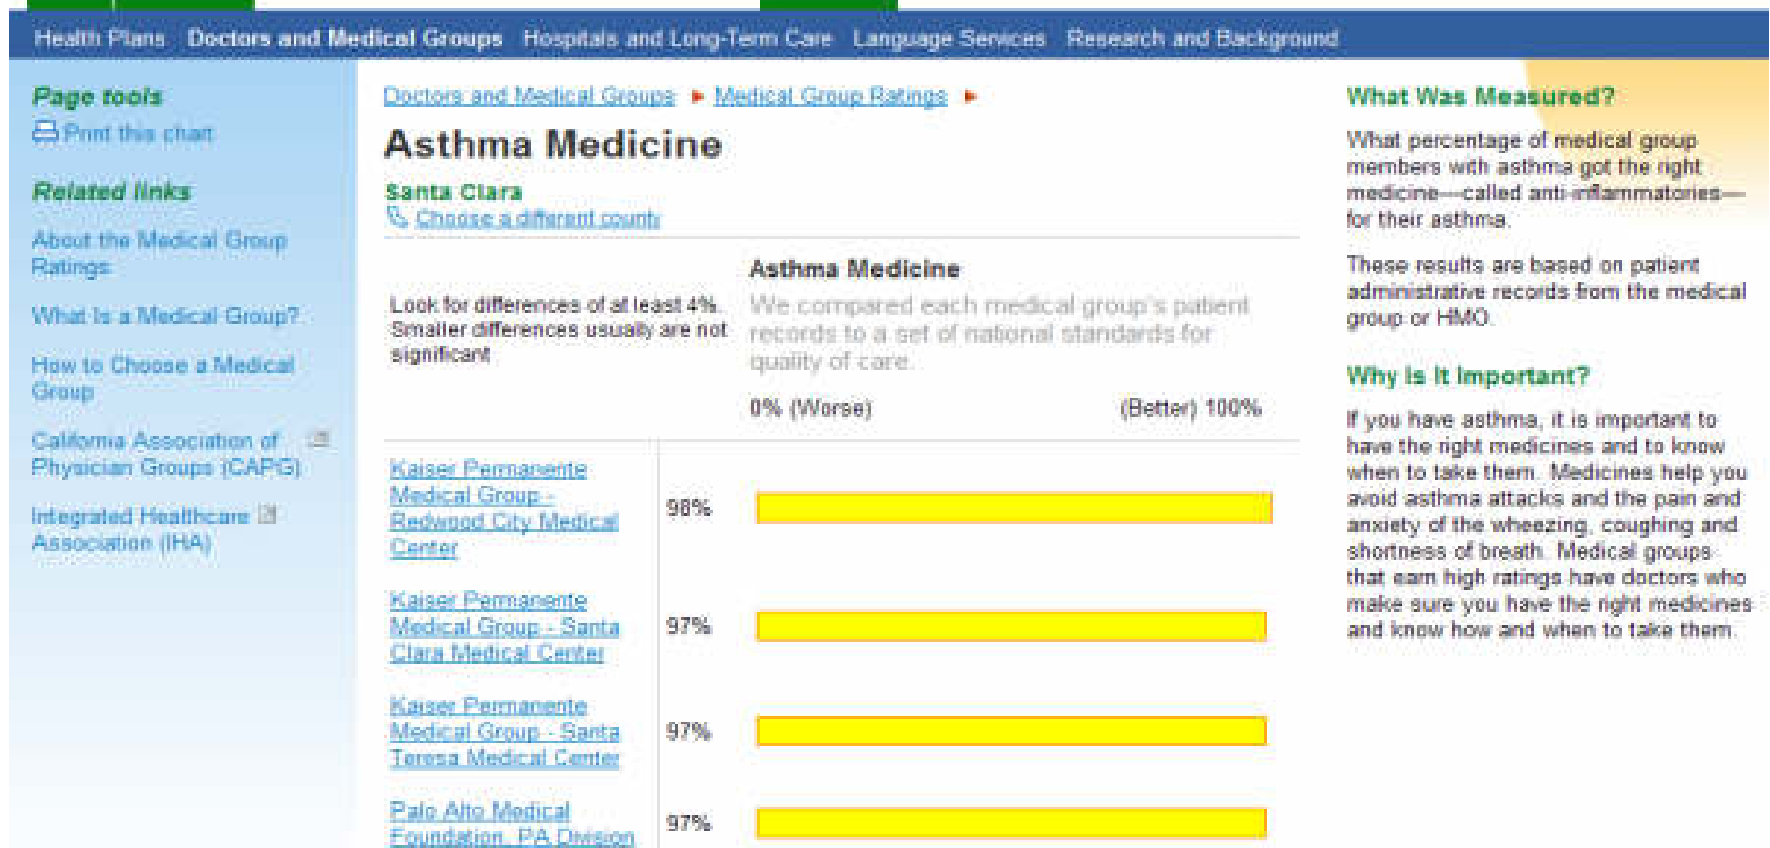 Health Plans Doctors and Medical Groups Hospitals and Long-Term Care Language Services Research and Background
Page tools
Print this chart
Related links
About the Medical Group
Ratings
What Is a Medical Group?
How to Choose a Medical
Group
California Association of
Physician Groups (CAPG)
Integrated Healthcare
Association (IHA)
Doctors and Medical Groups Medical Group Ratings
Asthma Medicine
Santa Clara
Choose a different county
Look for differences of at least 4%.
Smaller differences usually are not
significant
Asthma Medicine
We compared each medical group's patient
records to a set of national standards for
quality of care.
0% (Worse) (Better) 100%
Kaiser Permanente
Medical Group -
Redwood City Medical
Center
98%
Kaiser Permanente
Medical Group - Santa
Clara Medical Center
97%
Kaiser Permanente
Medical Group - Santa
Teresa Medical Center
97%
Palo Alto Medical
Foundation, PA Division
97%
What Was Measured?
What percentage of medical group
members with asthma got the right
medicine—called anti-inflammatories—
for their asthma.
These results are based on patient
administrative records from the medical
group or HMO.
Why Is It Important?
If you have asthma, it is important to
have the right medicines and to know
when to take them. Medicines help you
avoid asthma attacks and the pain and
anxiety of the wheezing, coughing and
shortness of breath. Medical groups
that earn high ratings have doctors who
make sure you have the right medicines
and know how and when to take them.